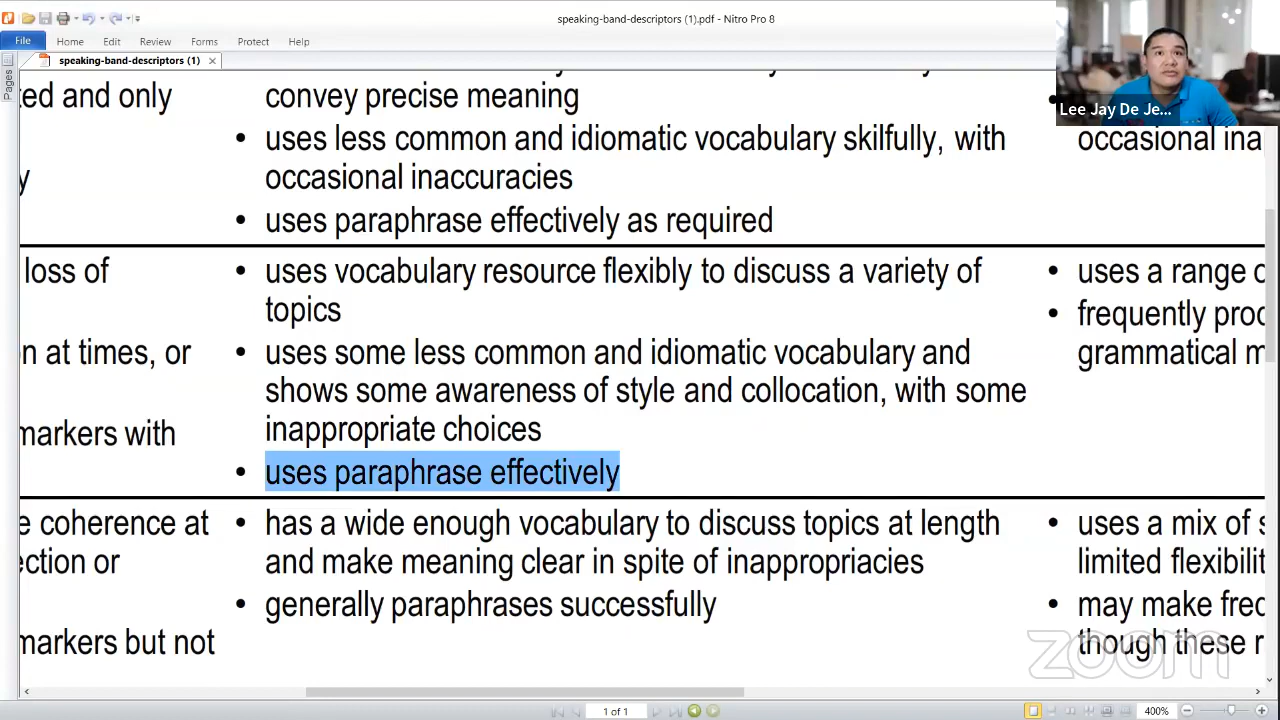 speaking-band-descriptors (1).pdf - Nitro Pro 8
File Home Edit Review Forms Protect Help
speaking-band-descriptors (1)
Pages
Lee Jay De Je...
ted and only
y
loss of
n at times, or
markers with
e coherence at
ection or
markers but not
convey precise meaning
• uses less common and idiomatic vocabulary skilfully, with
occasional inaccuracies
• uses paraphrase effectively as required
• uses vocabulary resource flexibly to discuss a variety of
topics
• uses some less common and idiomatic vocabulary and
shows some awareness of style and collocation, with some
inappropriate choices
• uses paraphrase effectively
• has a wide enough vocabulary to discuss topics at length
and make meaning clear in spite of inappropriacies
• generally paraphrases successfully
occasional ina
• uses a range o
• frequently proc
grammatical m
• uses a mix of s
limited flexibilit
• may make freq
though these r
zoom
1 of 1
400%